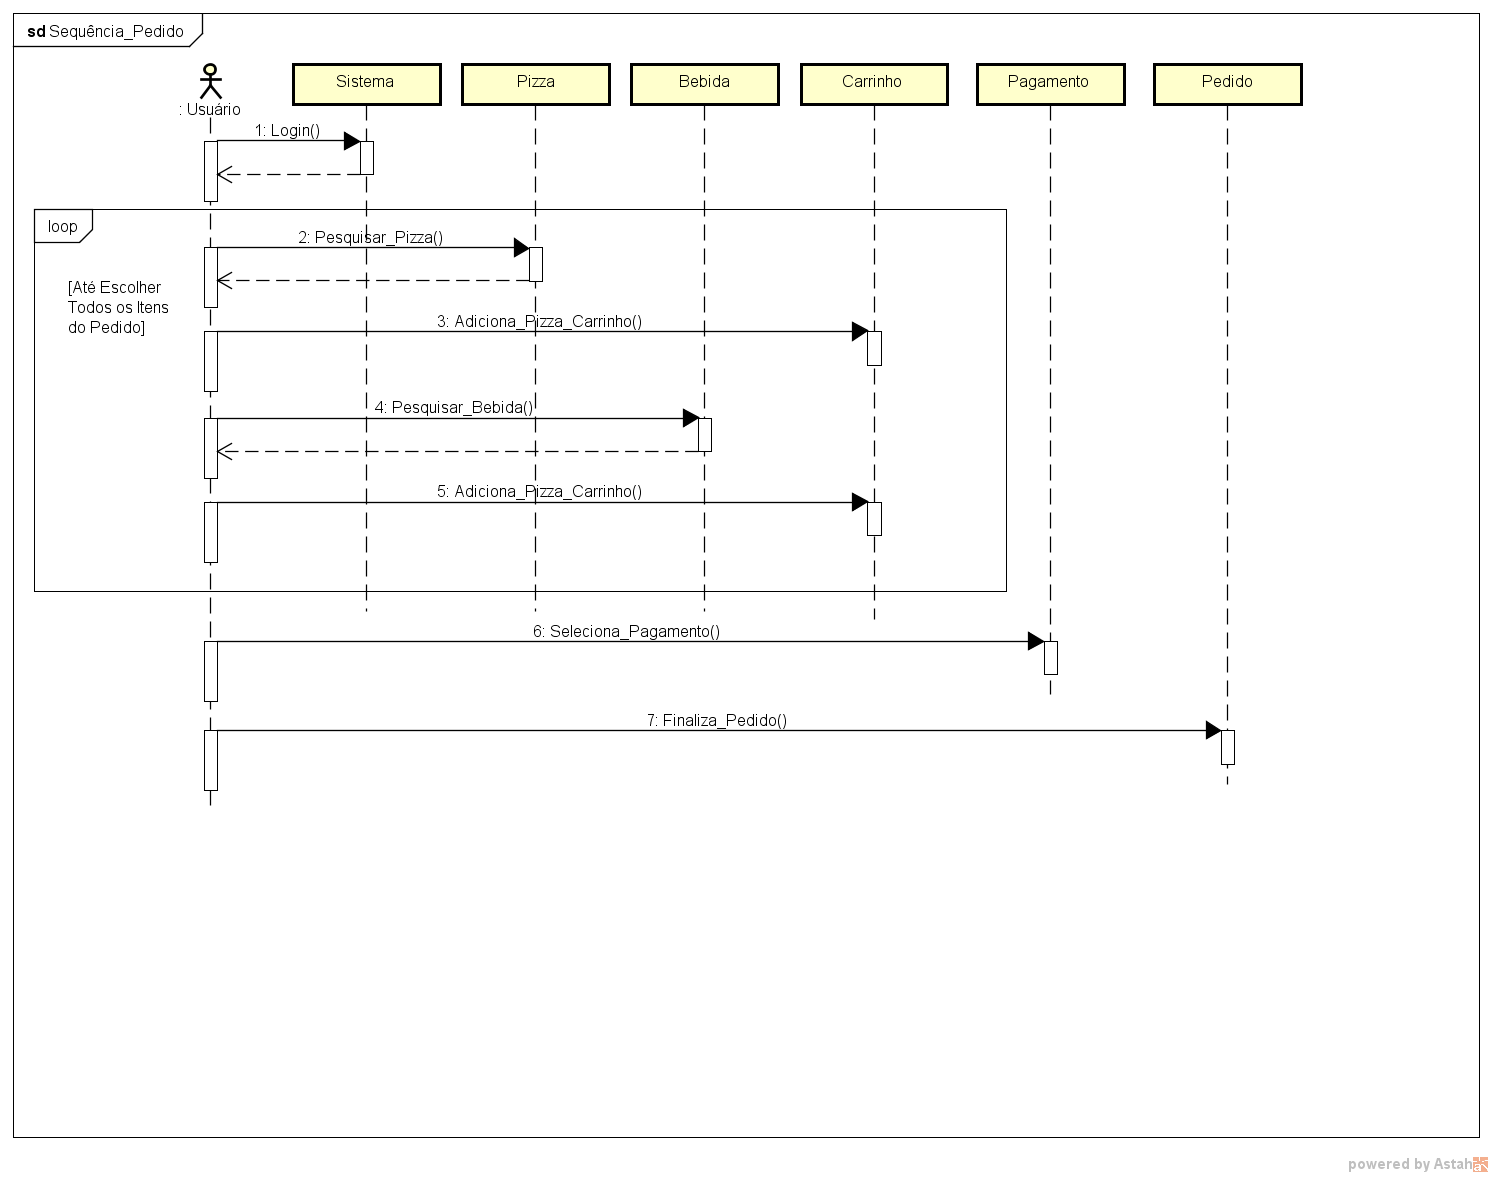 sd Sequência_Pedido
: Usuário
Sistema
Pizza
Bebida
Carrinho
Pagamento
Pedido
1: Login()
loop
2: Pesquisar_Pizza()
[Até Escolher
Todos os Itens
do Pedido]
3: Adiciona_Pizza_Carrinho()
4: Pesquisar_Bebida()
5: Adiciona_Pizza_Carrinho()
6: Seleciona_Pagamento()
7: Finaliza_Pedido()
powered by Astah